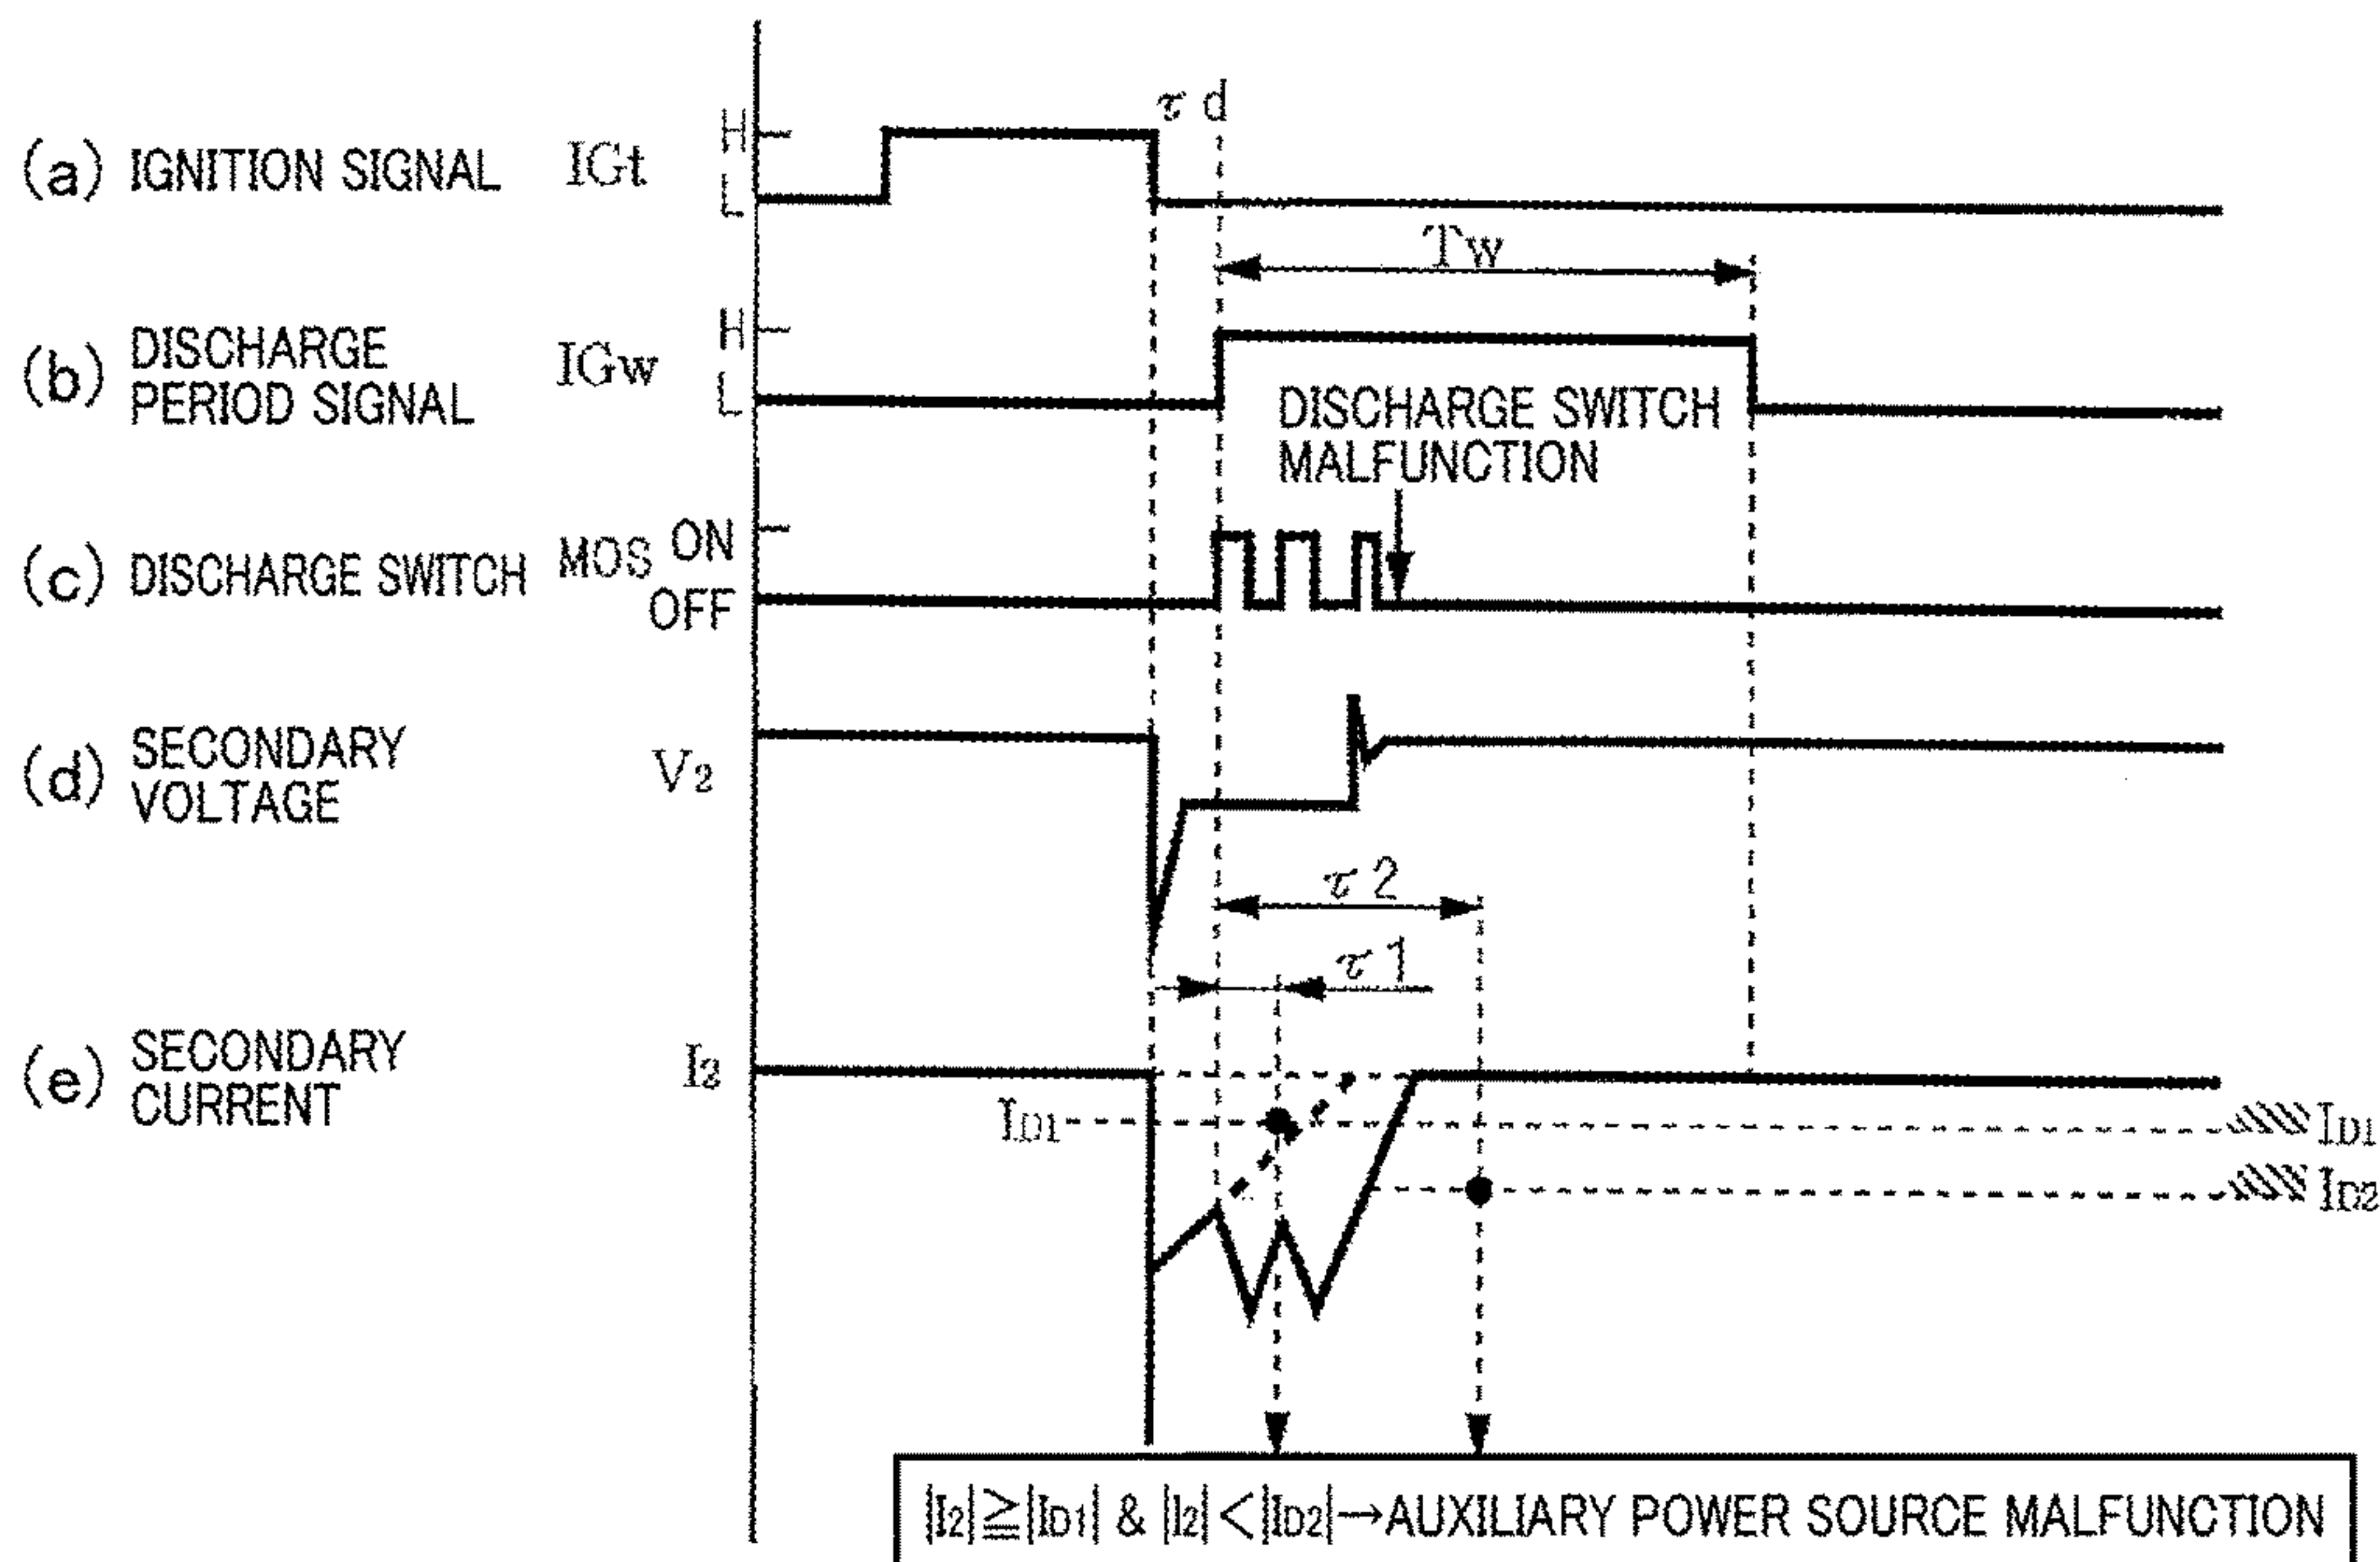 τd
(a) IGNITION SIGNAL IGt H
L
Tw
(b) DISCHARGE
PERIOD SIGNAL IGw H
L
DISCHARGE SWITCH
MALFUNCTION
(c) DISCHARGE SWITCH MOS ON
OFF
(d) SECONDARY
VOLTAGE V2
τ2
τ1
(e) SECONDARY
CURRENT I2
ID1
ID1
ID2
|I2|≧|ID1| & |I2|<|ID2|→AUXILIARY POWER SOURCE MALFUNCTION